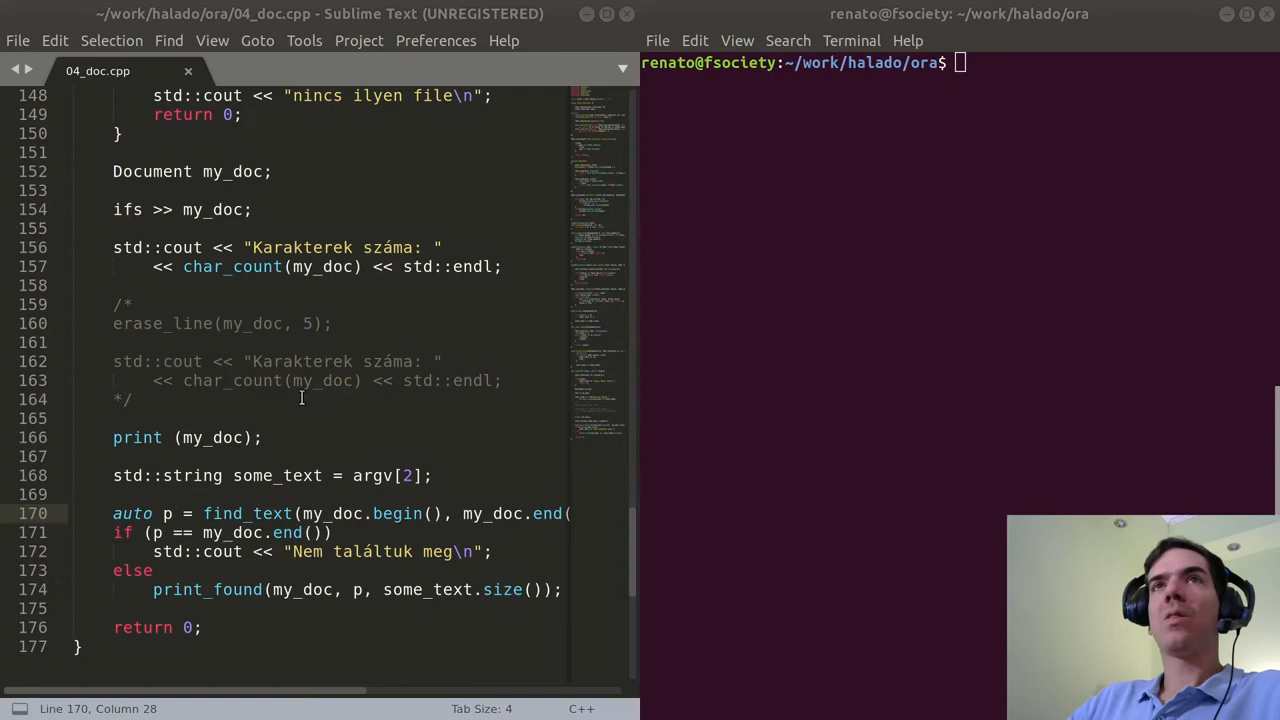 ~/work/halado/ora/04_doc.cpp - Sublime Text (UNREGISTERED)
File Edit Selection Find View Goto Tools Project Preferences Help
04_doc.cpp
148 std::cout << "nincs ilyen file\n";
149 return 0;
150 }
151
152 Document my_doc;
153
154 ifs >> my_doc;
155
156 std::cout << "Karakterek száma: "
157 << char_count(my_doc) << std::endl;
158
159 /*
160 erase_line(my_doc, 5);
161
162 std::cout << "Karakterek száma: "
163 << char_count(my_doc) << std::endl;
164 */
165
166 print (my_doc);
167
168 std::string some_text = argv[2];
169
170 auto p = find_text(my_doc.begin(), my_doc.end(
171 if (p == my_doc.end())
172 std::cout << "Nem találtuk meg\n";
173 else
174 print_found(my_doc, p, some_text.size());
175
176 return 0;
177 }
Line 170, Column 28 Tab Size: 4 C++
renato@fsociety: ~/work/halado/ora
File Edit View Search Terminal Help
renato@fsociety:~/work/halado/ora$